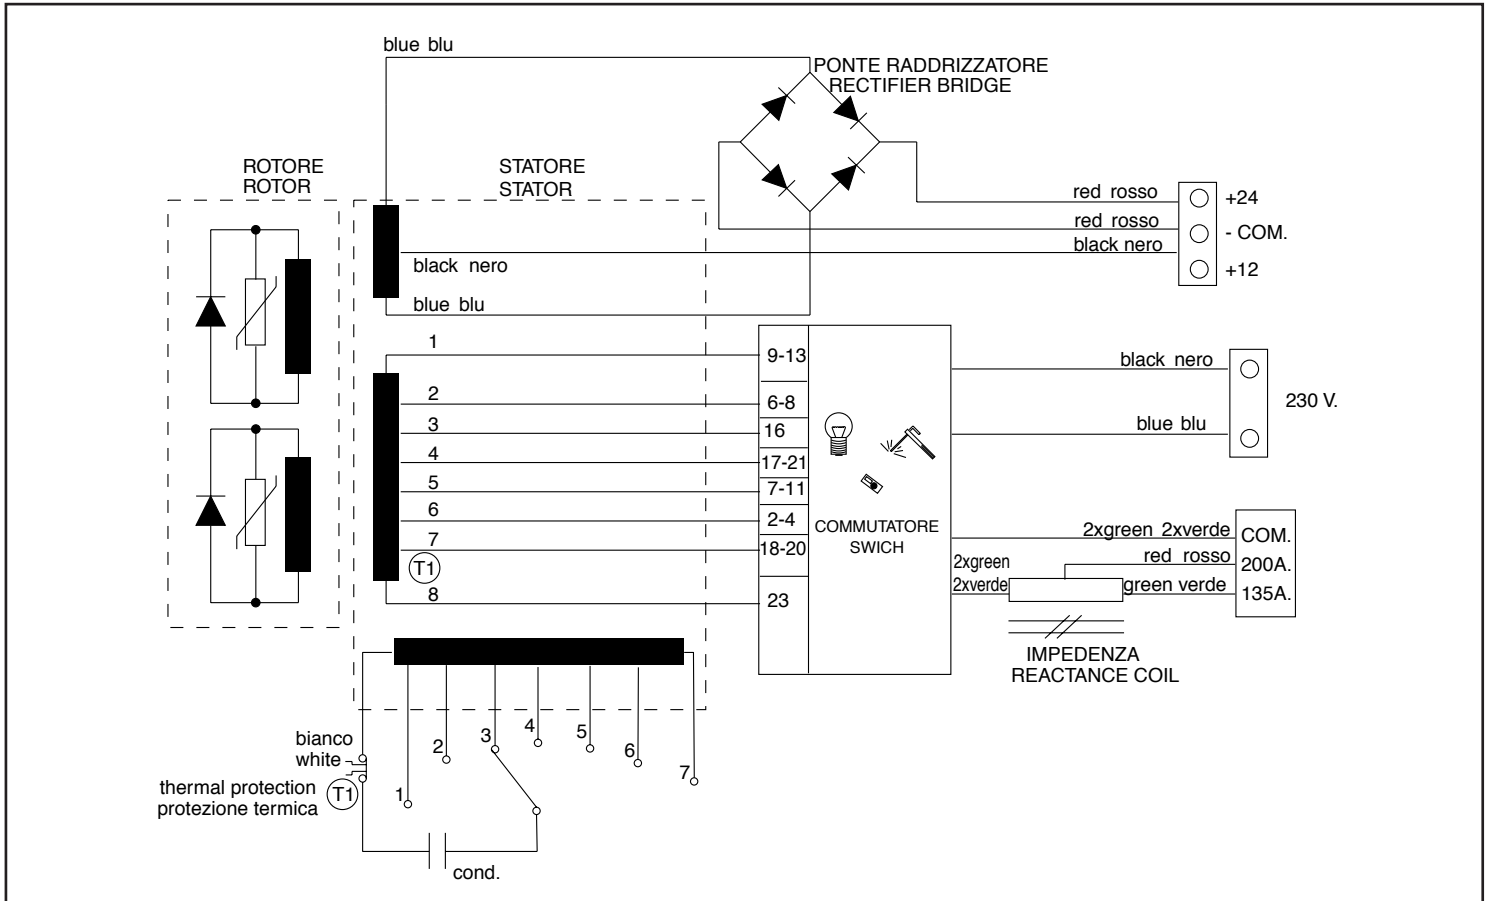 blue blu
PONTE RADDRIZZATORE
RECTIFIER BRIDGE
ROTORE
ROTOR
STATORE
STATOR
red rosso
+24
red rosso
- COM.
black nero
+12
black nero
blue blu
1
9-13
2
6-8
3
16
4
17-21
5
7-11
6
2-4
7
18-20
T1
8
23
COMMUTATORE
SWICH
black nero
230 V.
blue blu
2xgreen 2xverde
COM.
2xgreen
red rosso
200A.
2xverde
green verde
135A.
IMPEDENZA
REACTANCE COIL
bianco
white
thermal protection
protezione termica
T1
1
2
3
4
5
6
7
cond.